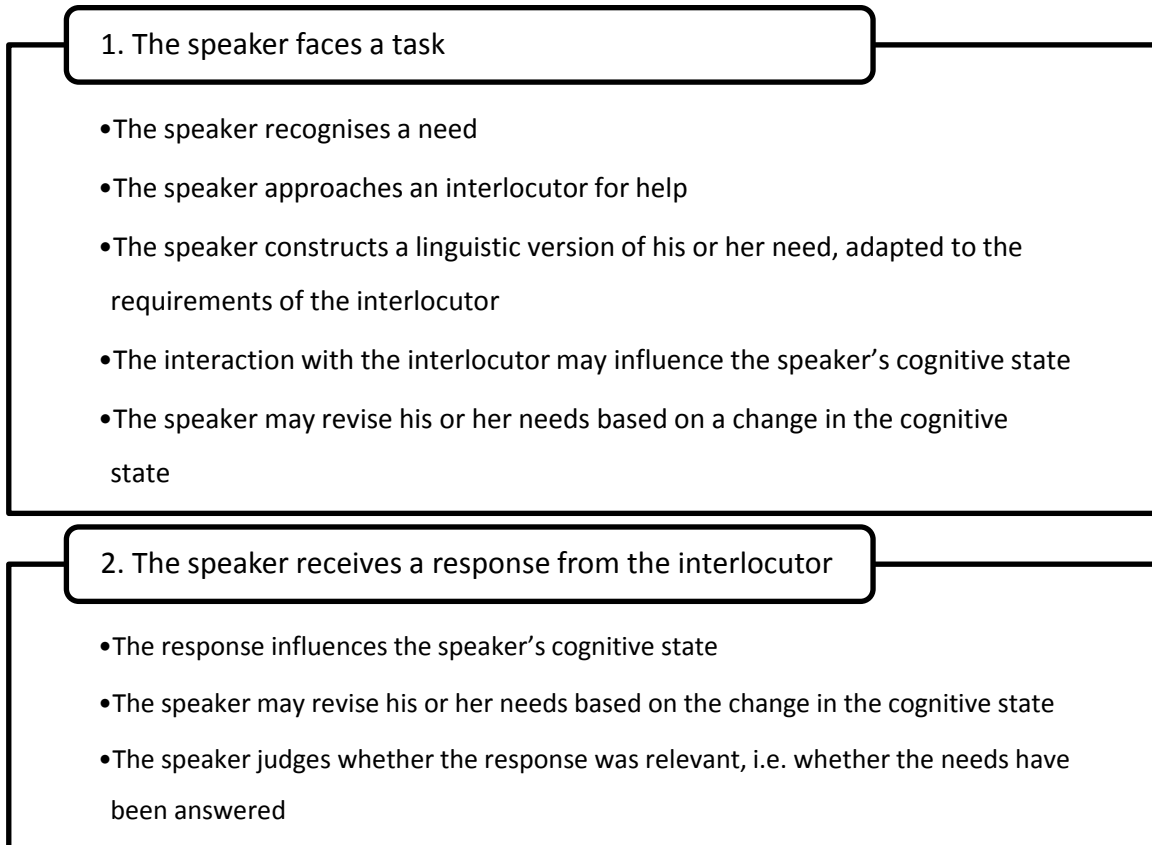 1. The speaker faces a task
•The speaker recognises a need
•The speaker approaches an interlocutor for help
•The speaker constructs a linguistic version of his or her need, adapted to the
requirements of the interlocutor
•The interaction with the interlocutor may influence the speaker’s cognitive state
•The speaker may revise his or her needs based on a change in the cognitive
state
2. The speaker receives a response from the interlocutor
•The response influences the speaker’s cognitive state
•The speaker may revise his or her needs based on the change in the cognitive state
•The speaker judges whether the response was relevant, i.e. whether the needs have
been answered